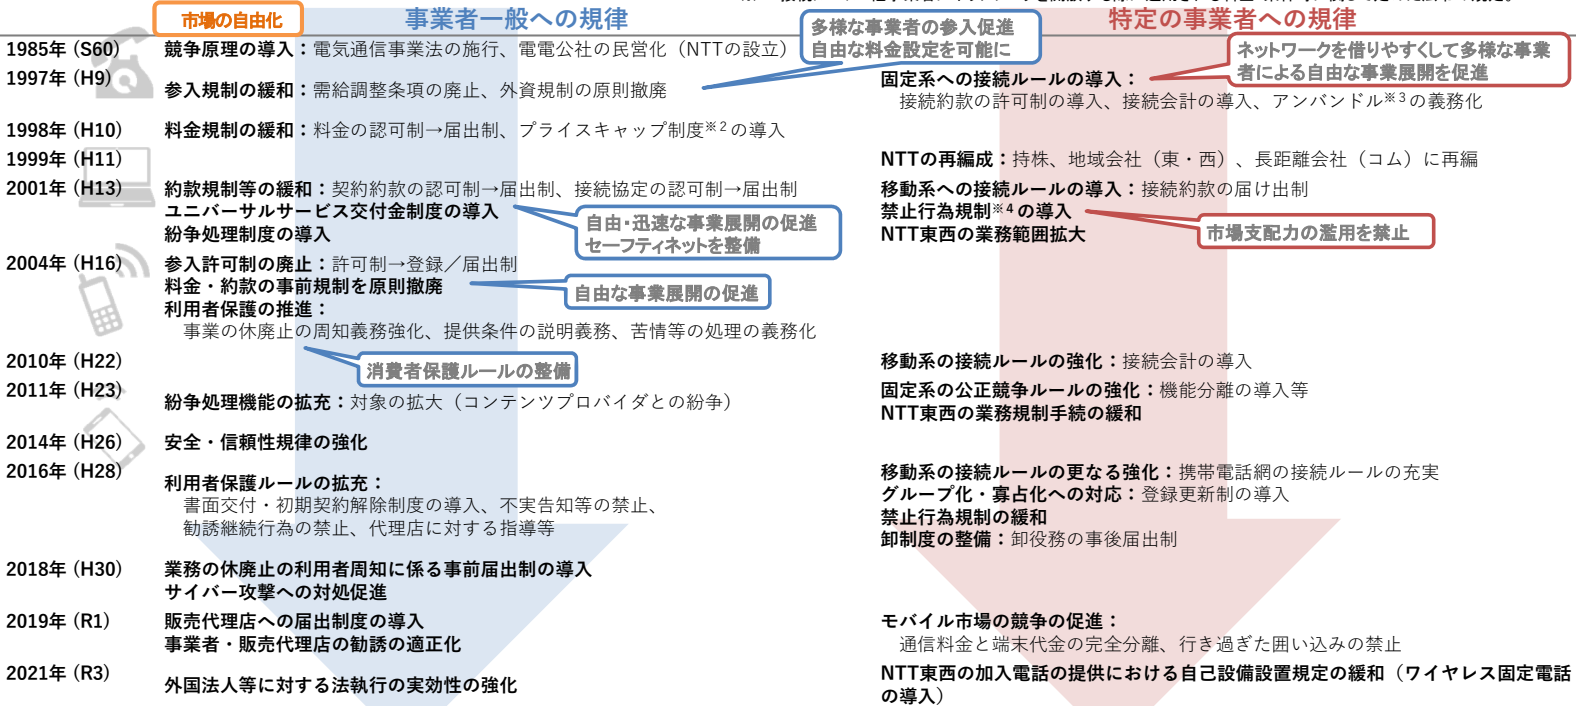 市場の自由化
事業者一般への規律
特定の事業者への規律
多様な事業者の参入促進
自由な料金設定を可能に
ネットワークを借りやすくして多様な事業
者による自由な事業展開を促進
1985年 (S60)
競争原理の導入：電気通信事業法の施行、電電公社の民営化（NTTの設立）
1997年 (H9)
参入規制の緩和：需給調整条項の廃止、外資規制の原則撤廃
固定系への接続ルールの導入：
接続約款の許可制の導入、接続会計の導入、アンバンドル※3の義務化
1998年 (H10)
料金規制の緩和：料金の認可制→届出制、プライスキャップ制度※2の導入
1999年 (H11)
NTTの再編成：持株、地域会社（東・西）、長距離会社（コム）に再編
2001年 (H13)
約款規制等の緩和：契約約款の認可制→届出制、接続協定の認可制→届出制
ユニバーサルサービス交付金制度の導入
紛争処理制度の導入
自由・迅速な事業展開の促進
セーフティネットを整備
移動系への接続ルールの導入：接続約款の届け出制
禁止行為規制※4の導入
NTT東西の業務範囲拡大
市場支配力の濫用を禁止
2004年 (H16)
参入許可制の廃止：許可制→登録／届出制
料金・約款の事前規制を原則撤廃
自由な事業展開の促進
利用者保護の推進：
事業の休廃止の周知義務強化、提供条件の説明義務、苦情等の処理の義務化
消費者保護ルールの整備
2010年 (H22)
移動系の接続ルールの強化：接続会計の導入
2011年 (H23)
紛争処理機能の拡充：対象の拡大（コンテンツプロバイダとの紛争）
固定系の公正競争ルールの強化：機能分離の導入等
NTT東西の業務規制手続の緩和
2014年 (H26)
安全・信頼性規律の強化
2016年 (H28)
利用者保護ルールの拡充：
書面交付・初期契約解除制度の導入、不実告知等の禁止、
勧誘継続行為の禁止、代理店に対する指導等
移動系の接続ルールの更なる強化：携帯電話網の接続ルールの充実
グループ化・寡占化への対応：登録更新制の導入
禁止行為規制の緩和
卸制度の整備：卸役務の事後届出制
2018年 (H30)
業務の休廃止の利用者周知に係る事前届出制の導入
サイバー攻撃への対処促進
2019年 (R1)
販売代理店への届出制度の導入
事業者・販売代理店の勧誘の適正化
モバイル市場の競争の促進：
通信料金と端末代金の完全分離、行き過ぎた囲い込みの禁止
2021年 (R3)
外国法人等に対する法執行の実効性の強化
NTT東西の加入電話の提供における自己設備設置規定の緩和（ワイヤレス固定電話
の導入）